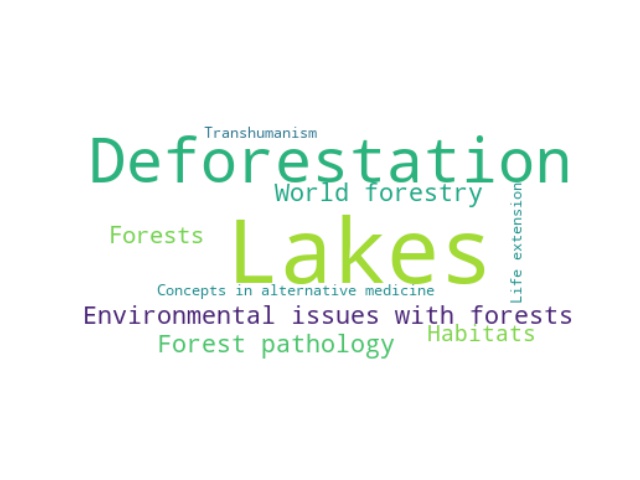 Transhumanism
Deforestation
World forestry
Life extension
Forests
Lakes
Concepts in alternative medicine
Environmental issues with forests
Habitats
Forest pathology